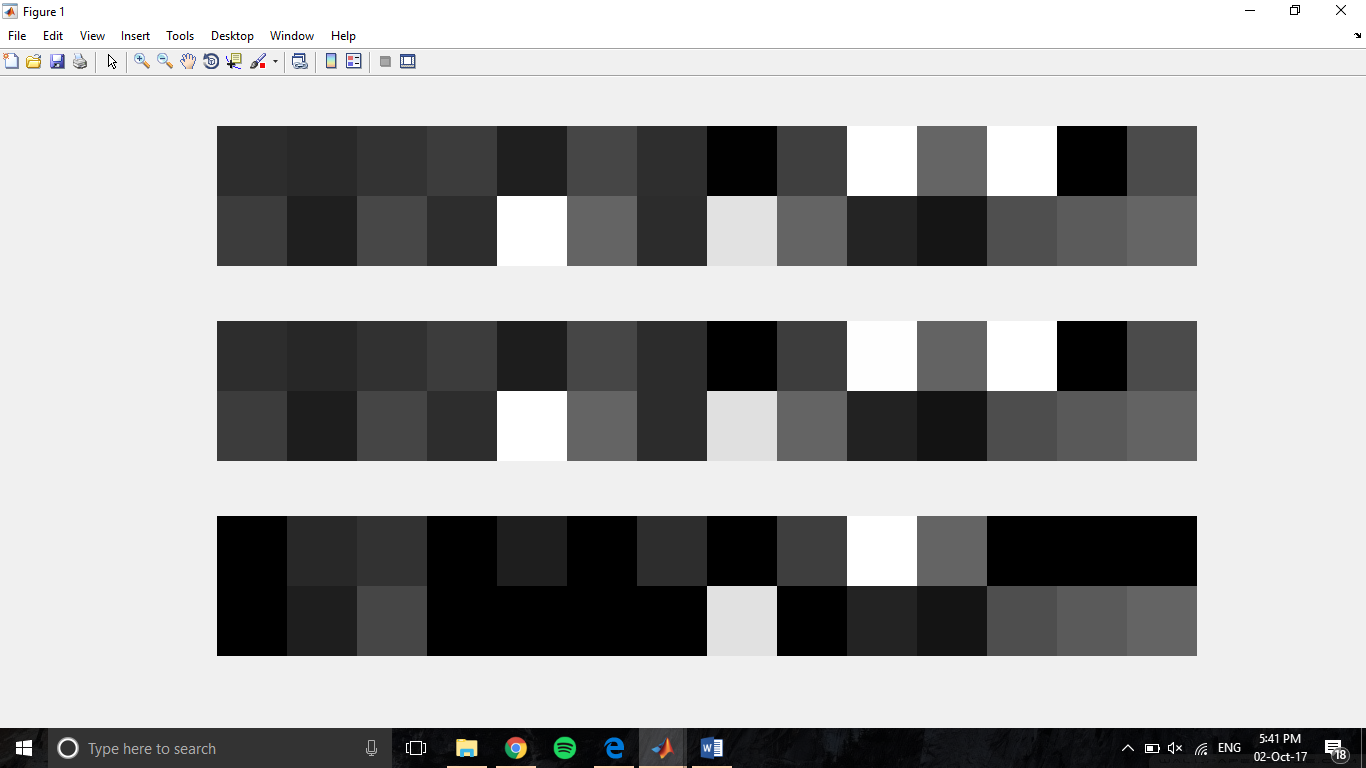 Figure 1
File Edit View Insert Tools Desktop Window Help
Type here to search
ENG
5:41 PM
02-Oct-17
18